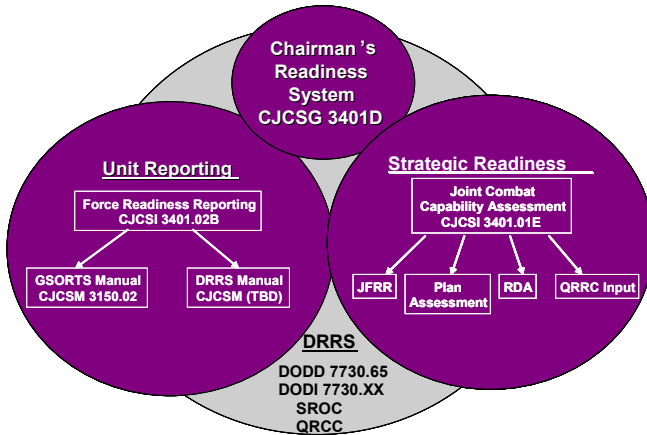 Chairman's
Readiness
System
CJCSG 3401D
Unit Reporting
Force Readiness Reporting
CJCSI 3401.02B
GSORTS Manual
CJCSM 3150.02
DRRS Manual
CJCSM (TBD)
Strategic Readiness
Joint Combat
Capability Assessment
CJCSI 3401.01E
JFRR
Plan
Assessment
RDA
QRRC Input
DRRS
DODD 7730.65
DODI 7730.XX
SROC
QRCC